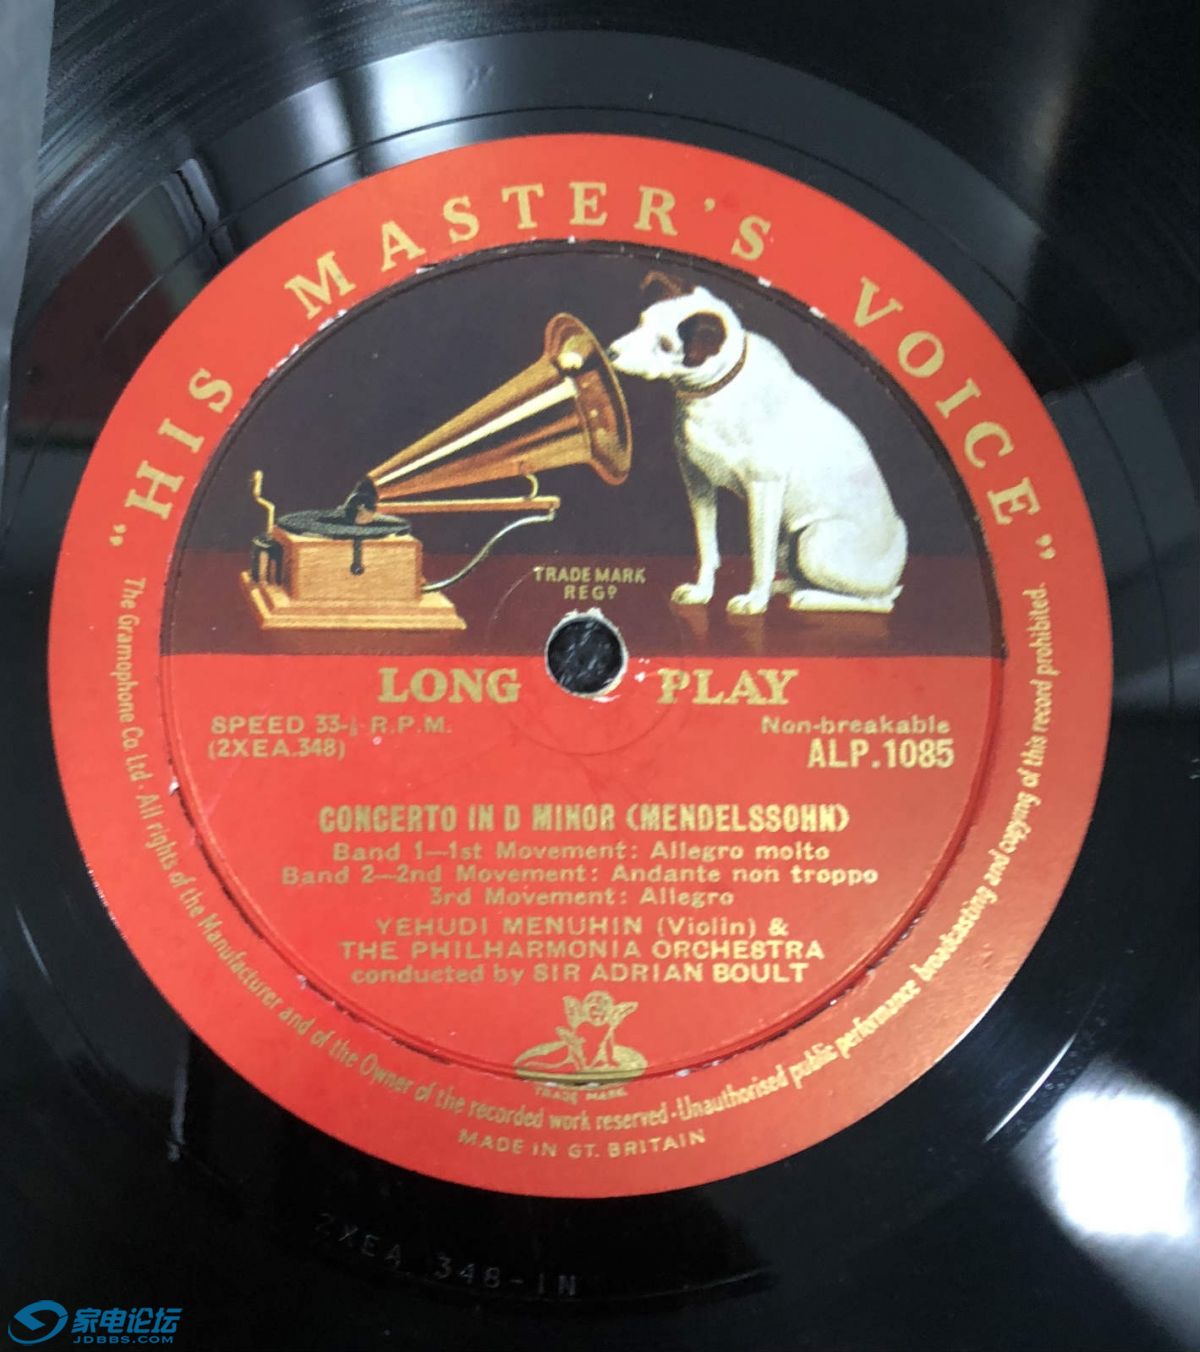 "HIS MASTER'S VOICE"
TRADE MARK
REGD
LONG PLAY
SPEED 33-⅓ R.P.M.
(2XEA.348)
Non-breakable
ALP.1085
CONCERTO IN D MINOR (MENDELSSOHN)
Band 1—1st Movement: Allegro molto
Band 2—2nd Movement: Andante non troppo
3rd Movement: Allegro
YEHUDI MENUHIN (Violin) &
THE PHILHARMONIA ORCHESTRA
conducted by SIR ADRIAN BOULT
TRADE MARK
The Gramophone Co Ltd · All rights of the Manufacturer and of the Owner of the recorded work reserved · Unauthorised public performance broadcasting and copying of this record prohibited.
MADE IN GT. BRITAIN
2XEA 348-1N
家电论坛
JDBBS.COM